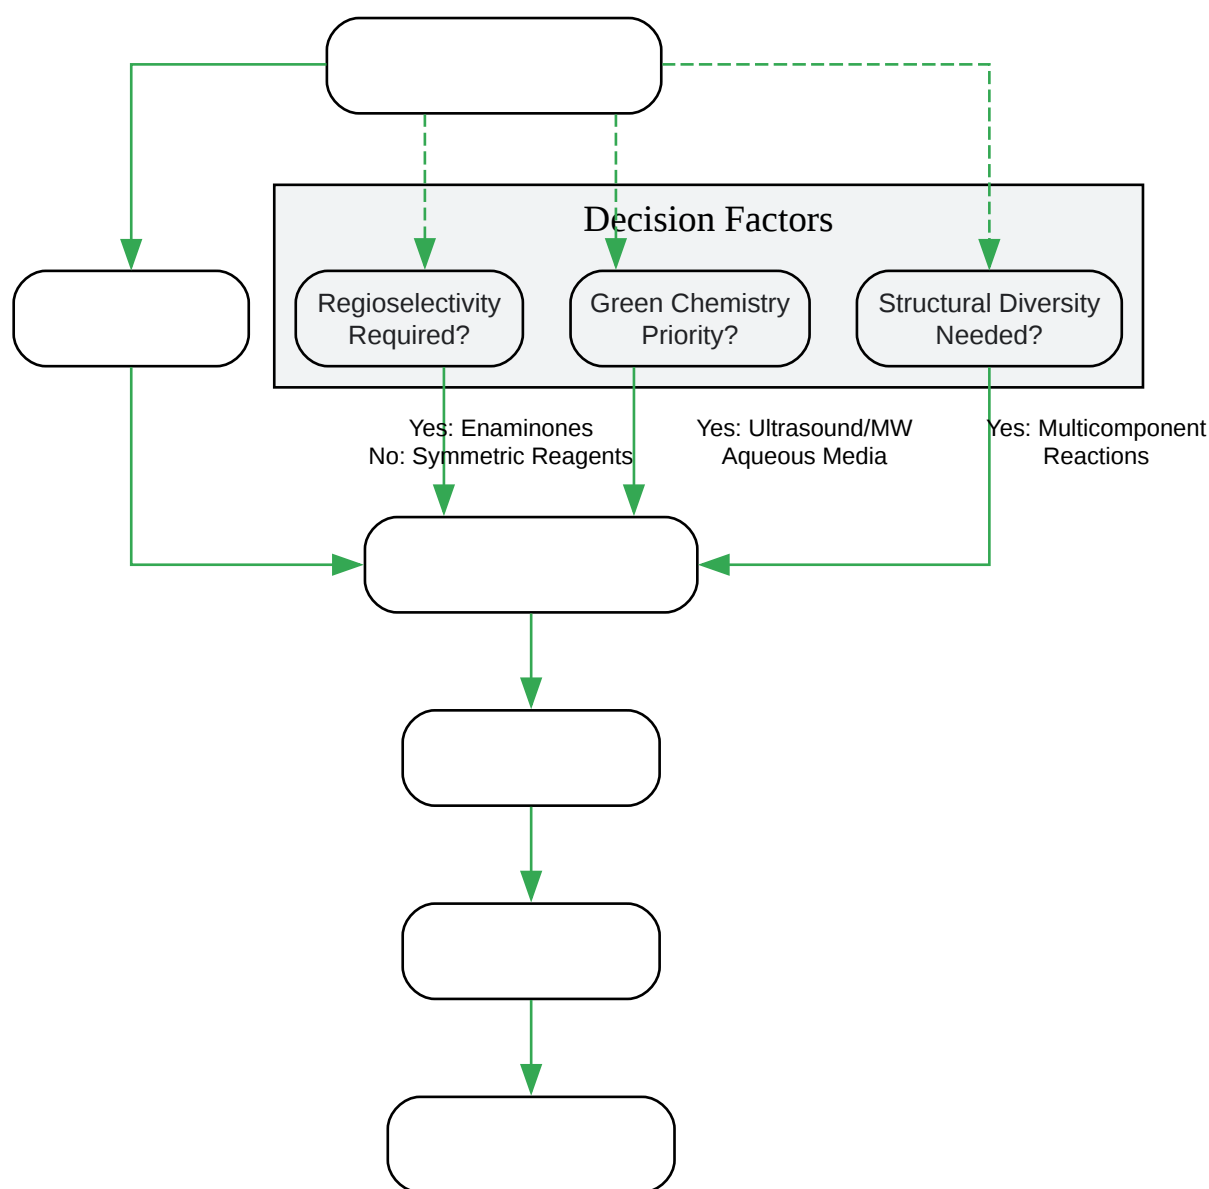 Decision Factors
Regioselectivity
Required?
Green Chemistry
Priority?
Structural Diversity
Needed?
Yes: Enaminones
No: Symmetric Reagents
Yes: Ultrasound/MW
Aqueous Media
Yes: Multicomponent
Reactions